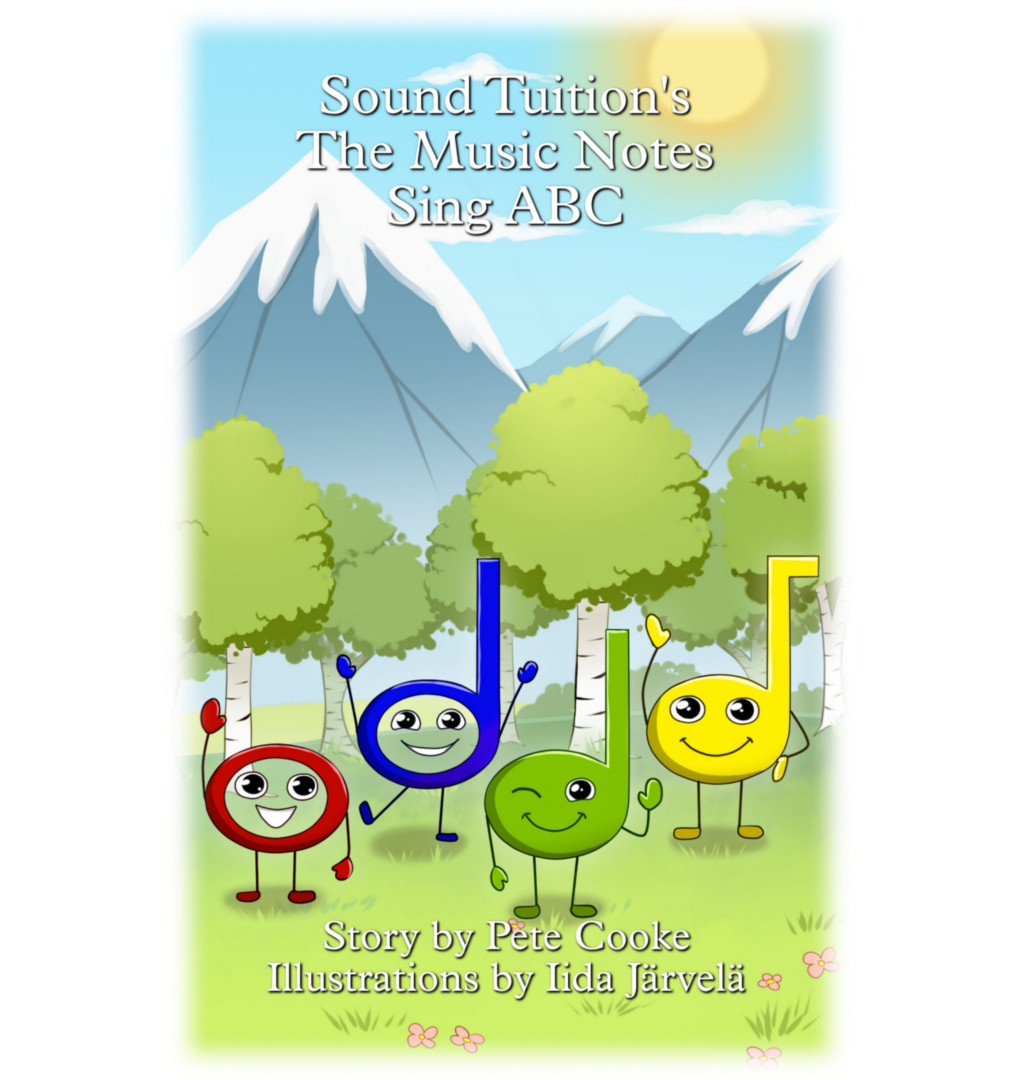 Sound Tuition's
The Music Notes
Sing ABC
Story by Pete Cooke
Illustrations by Iida Järvelä